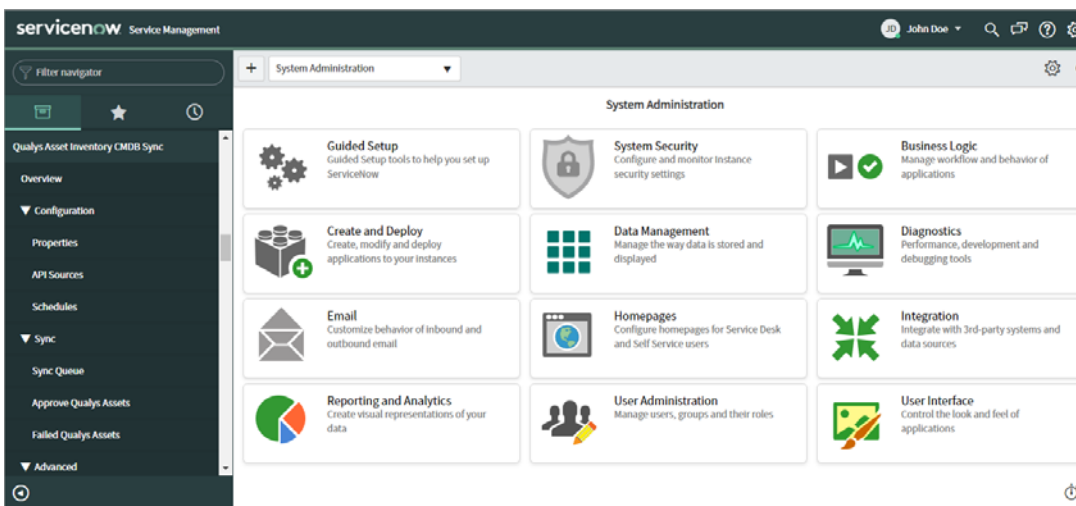 servicenow Service Management
JD John Doe
Filter navigator
System Administration
Qualys Asset Inventory CMDB Sync
Overview
Configuration
Properties
API Sources
Schedules
Sync
Sync Queue
Approve Qualys Assets
Failed Qualys Assets
Advanced
System Administration
Guided Setup
Guided Setup tools to help you set up
ServiceNow
System Security
Configure and monitor Instance
security settings
Business Logic
Manage workflow and behavior of
applications
Create and Deploy
Create, modify and deploy
applications to your instances
Data Management
Manage the way data is stored and
displayed
Diagnostics
Performance, development and
debugging tools
Email
Customize behavior of inbound and
outbound email
Homepages
Configure homepages for Service Desk
and Self Service users
Integration
Integrate with 3rd-party systems and
data sources
Reporting and Analytics
Create visual representations of your
data
User Administration
Manage users, groups and their roles
User Interface
Control the look and feel of
applications